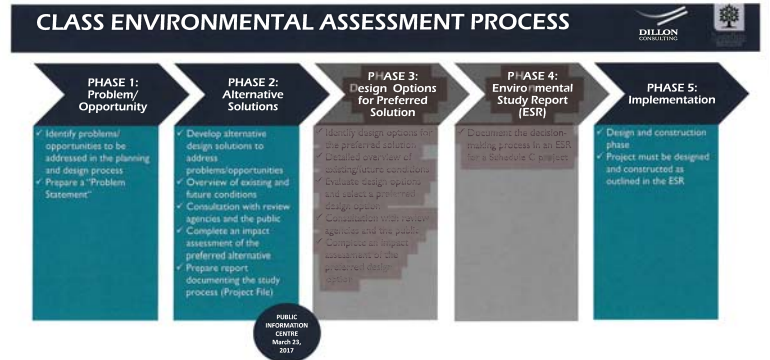 CLASS ENVIRONMENTAL ASSESSMENT PROCESS
DILLON
CONSULTING
PHASE 1:
Problem/
Opportunity
✓ Identify problems/
opportunities to be
addressed in the planning
and design process
✓ Prepare a "Problem
Statement"
PHASE 2:
Alternative
Solutions
✓ Develop alternative
design solutions to
address
problems/opportunities
✓ Overview of existing and
future conditions
✓ Consultation with review
agencies and the public
✓ Complete an impact
assessment of the
preferred alternative
✓ Prepare report
documenting the study
process (Project File)
PHASE 3:
Design Options
for Preferred
Solution
✓ Identify design options for
the preferred solution
✓ Detailed overview of
existing/future conditions
✓ Evaluate design options
and select a preferred
design option
✓ Consultation with review
agencies and the public
✓ Complete an impact
assessment of the
preferred design
option
PHASE 4:
Environmental
Study Report
(ESR)
✓ Document the decision-
making process in an ESR
for a Schedule C project
PHASE 5:
Implementation
✓ Design and construction
phase
✓ Project must be designed
and constructed as
outlined in the ESR
PUBLIC
INFORMATION
CENTRE
March 23,
2017